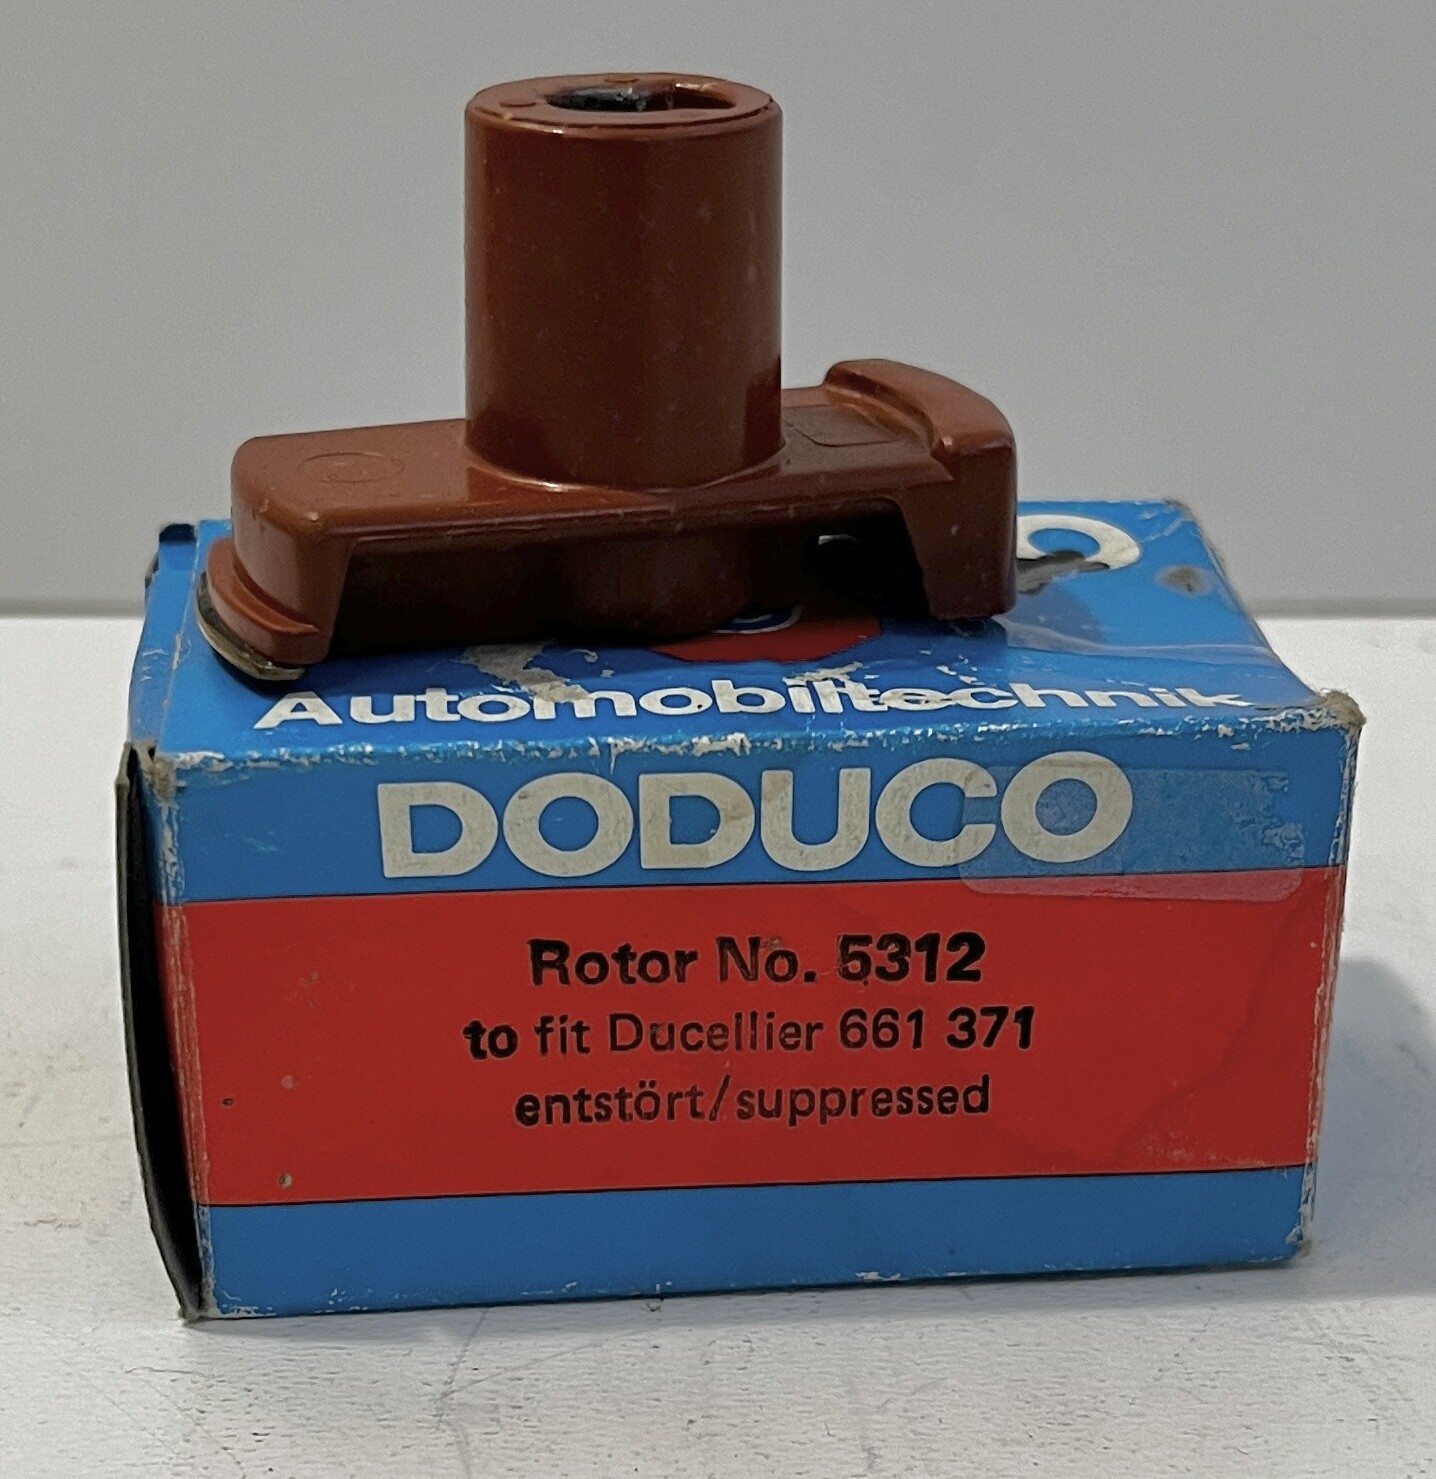 Automobiltechnik
DODUCO
Rotor No. 5312
to fit Ducellier 661 371
entstört/suppressed